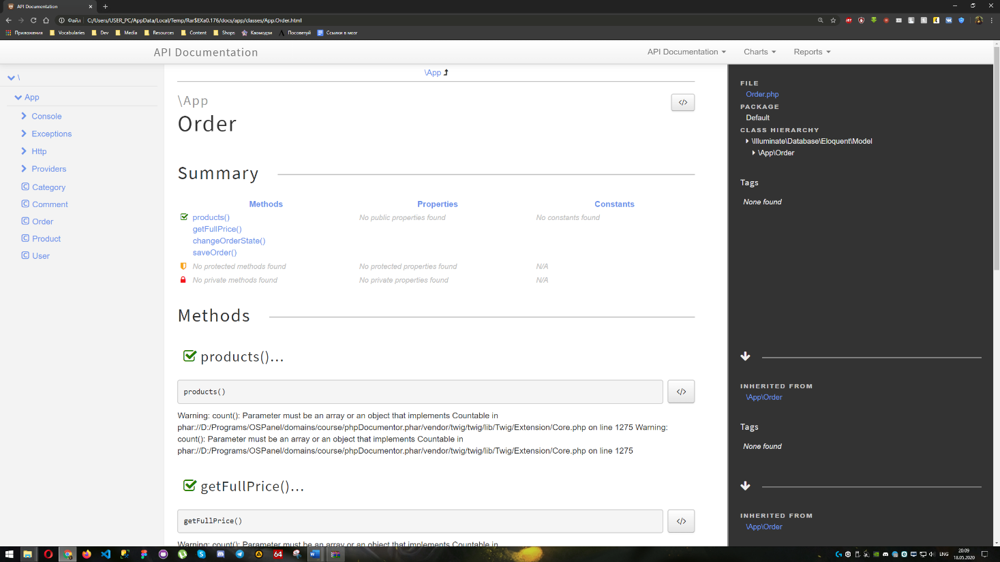 API Documentation
Файл
C:/Users/USER_PC/AppData/Local/Temp/Rar$EXa0.176/docs/app/classes/App.Order.html
Приложения Vocabularies Dev Media Resources Content Shops Каомодзи Посоветуй Ссылки в мозг
API Documentation
API Documentation Charts Reports
\
App
Console
Exceptions
Http
Providers
Category
Comment
Order
Product
User
\App
\App
Order
Summary
Methods Properties Constants
products() No public properties found No constants found
getFullPrice()
changeOrderState()
saveOrder()
No protected methods found No protected properties found N/A
No private methods found No private properties found N/A
Methods
products()...
products()
</>
Warning: count(): Parameter must be an array or an object that implements Countable in
phar://D:/Programs/OSPanel/domains/course/phpDocumentor.phar/vendor/twig/twig/lib/Twig/Extension/Core.php on line 1275 Warning:
count(): Parameter must be an array or an object that implements Countable in
phar://D:/Programs/OSPanel/domains/course/phpDocumentor.phar/vendor/twig/twig/lib/Twig/Extension/Core.php on line 1275
getFullPrice()...
getFullPrice()
</>
Warning: count(): Parameter must be an array or an object that implements Countable in
</>
FILE
Order.php
PACKAGE
Default
CLASS HIERARCHY
\Illuminate\Database\Eloquent\Model
\App\Order
Tags
None found
INHERITED FROM
\App\Order
Tags
None found
INHERITED FROM
\App\Order
64
ENG
20:09
18.05.2020